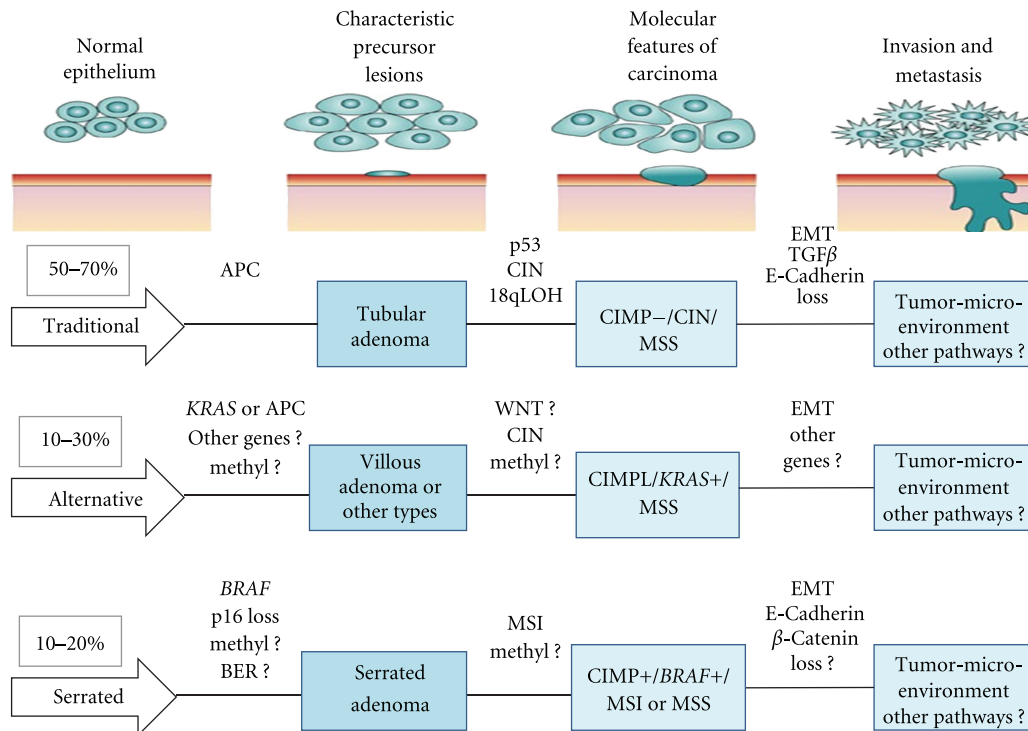 Normal
epithelium
Characteristic
precursor
lesions
Molecular
features of
carcinoma
Invasion and
metastasis
50–70%
Traditional
APC
Tubular
adenoma
p53
CIN
18qLOH
CIMP−/CIN/
MSS
EMT
TGFβ
E-Cadherin
loss
Tumor-micro-
environment
other pathways ?
10–30%
Alternative
KRAS or APC
Other genes ?
methyl ?
Villous
adenoma or
other types
WNT ?
CIN
methyl ?
CIMPL/KRAS+/
MSS
EMT
other
genes ?
Tumor-micro-
environment
other pathways ?
10–20%
Serrated
BRAF
p16 loss
methyl ?
BER ?
Serrated
adenoma
MSI
methyl ?
CIMP+/BRAF+/
MSI or MSS
EMT
E-Cadherin
β-Catenin
loss ?
Tumor-micro-
environment
other pathways ?